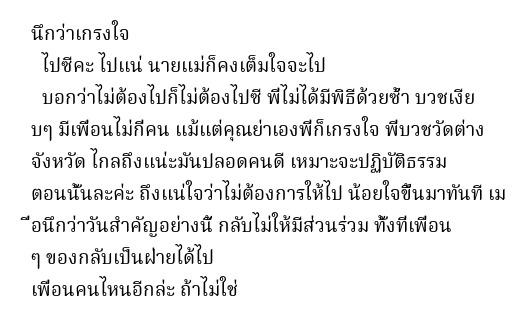 นึกว่าเกรงใจ
ไปซีคะ ไปแน่ นายแม่ก็คงเต็มใจจะไป
บอกว่าไม่ต้องไปก็ไม่ต้องไปซี พี่ไม่ได้มีพิธีด้วยซ้ำ บวชเงีย
บๆ มีเพื่อนไม่กี่คน แม้แต่คุณย่าเองพี่ก็เกรงใจ พี่บวชวัดต่าง
จังหวัด ไกลถึงแน่ะมันปลอดคนดี เหมาะจะปฏิบัติธรรม
ตอนนั้นละค่ะ ถึงแน่ใจว่าไม่ต้องการให้ไป น้อยใจขึ้นมาทันที เม
ื่อนึกว่าวันสำคัญอย่างนี้ กลับไม่ให้มีส่วนร่วม ทั้งที่เพื่อน
ๆ ของกลับเป็นฝ่ายได้ไป
เพื่อนคนไหนอีกล่ะ ถ้าไม่ใช่